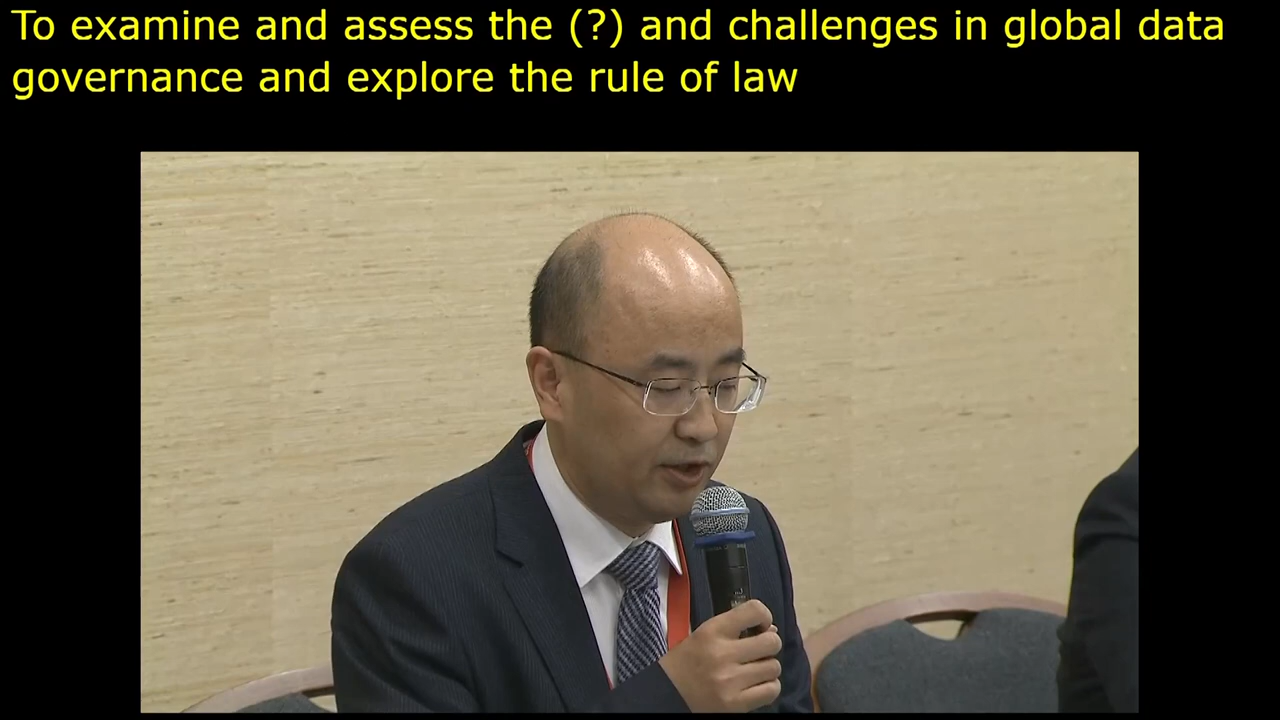 To examine and assess the (?) and challenges in global data
governance and explore the rule of law